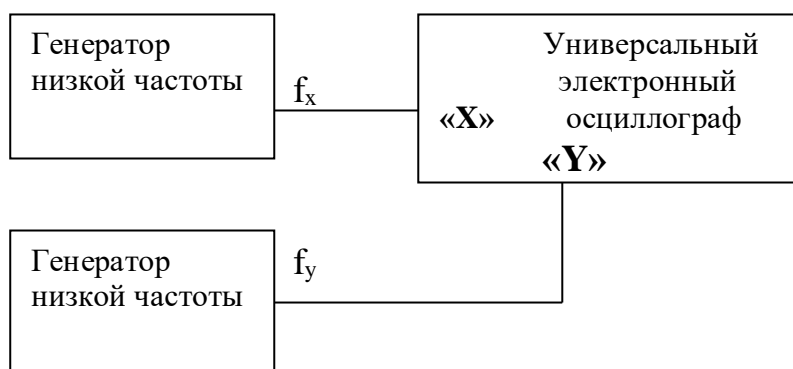 Генератор
низкой частоты
fx
Универсальный
электронный
осциллограф
«X»
«Y»
Генератор
низкой частоты
fy